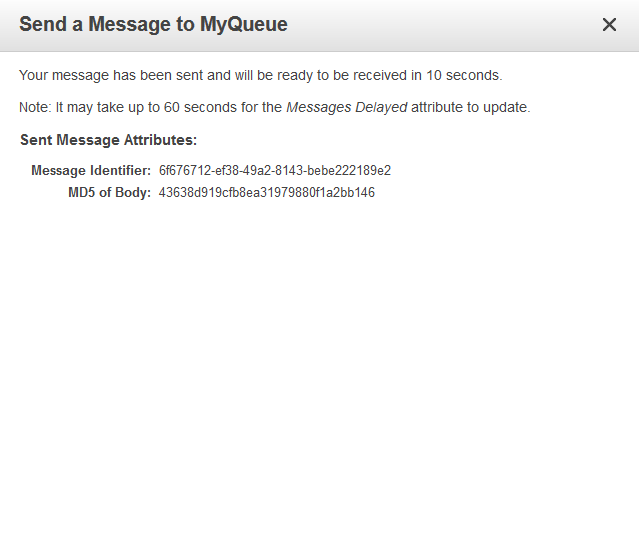 Send a Message to MyQueue
Your message has been sent and will be ready to be received in 10 seconds.
Note: It may take up to 60 seconds for the Messages Delayed attribute to update.
Sent Message Attributes:
Message Identifier: 6f676712-ef38-49a2-8143-bebe222189e2
MD5 of Body: 43638d919cfb8ea31979880f1a2bb146